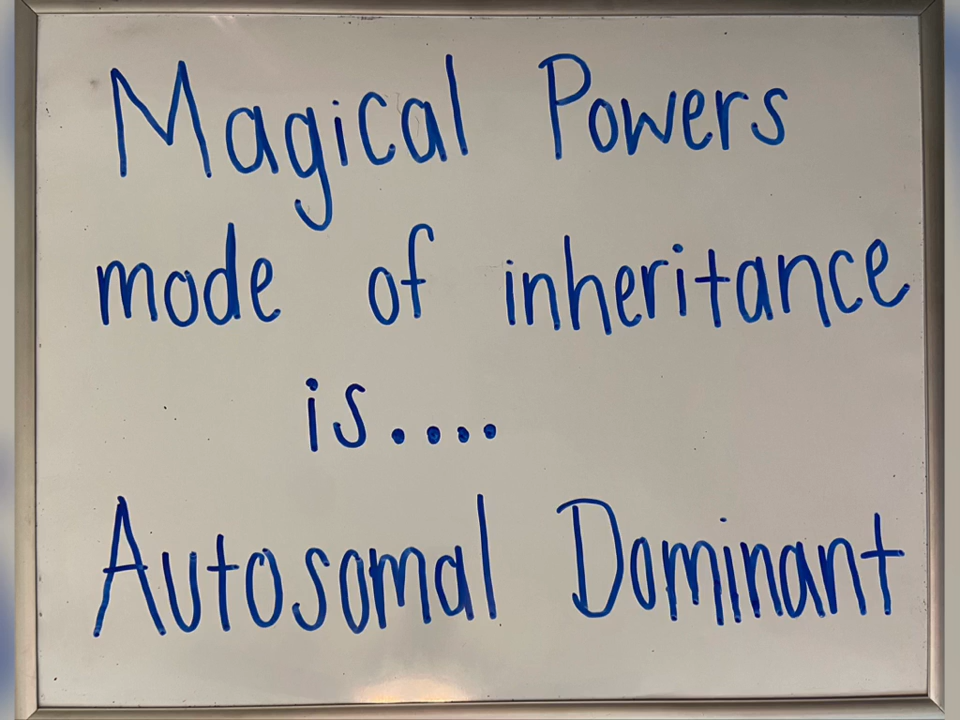 Magical Powers
mode of inheritance
is....
Autosomal Dominant